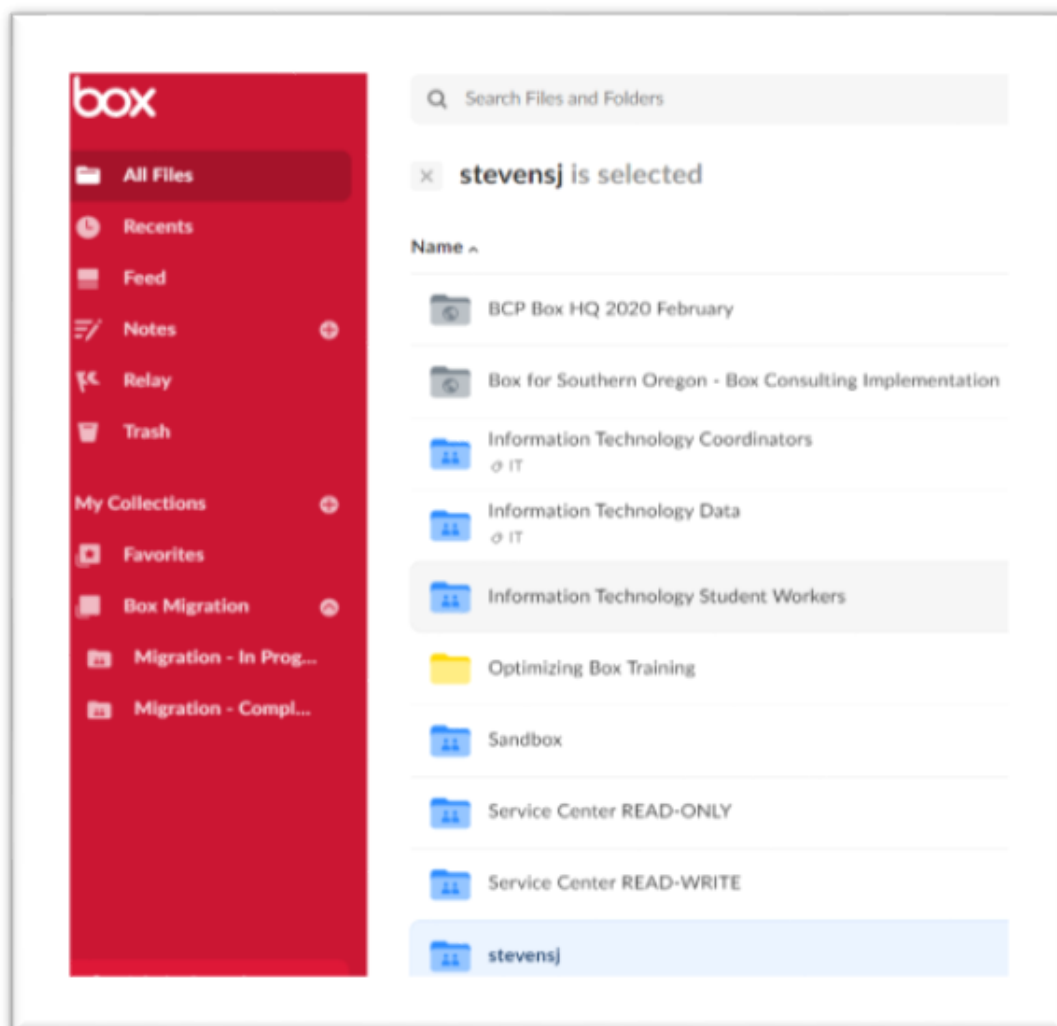 box
All Files
Recents
Feed
Notes
Relay
Trash
My Collections
Favorites
Box Migration
Migration - In Prog...
Migration - Compl...
Search Files and Folders
stevensj is selected
Name
BCP Box HQ 2020 February
Box for Southern Oregon - Box Consulting Implementation
Information Technology Coordinators
IT
Information Technology Data
IT
Information Technology Student Workers
Optimizing Box Training
Sandbox
Service Center READ-ONLY
Service Center READ-WRITE
stevensj